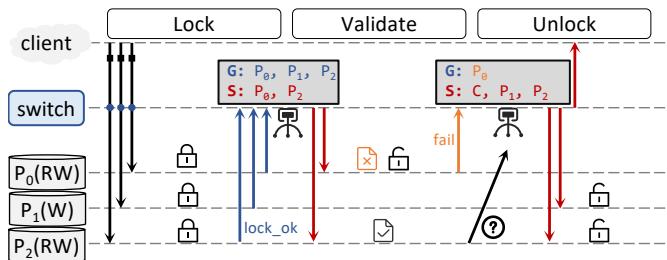 Lock
Validate
Unlock
client
G: P₀, P₁, P₂
S: P₀, P₂
G: P₀
S: C, P₁, P₂
switch
fail
P₀(RW)
P₁(W)
lock_ok
?
P₂(RW)